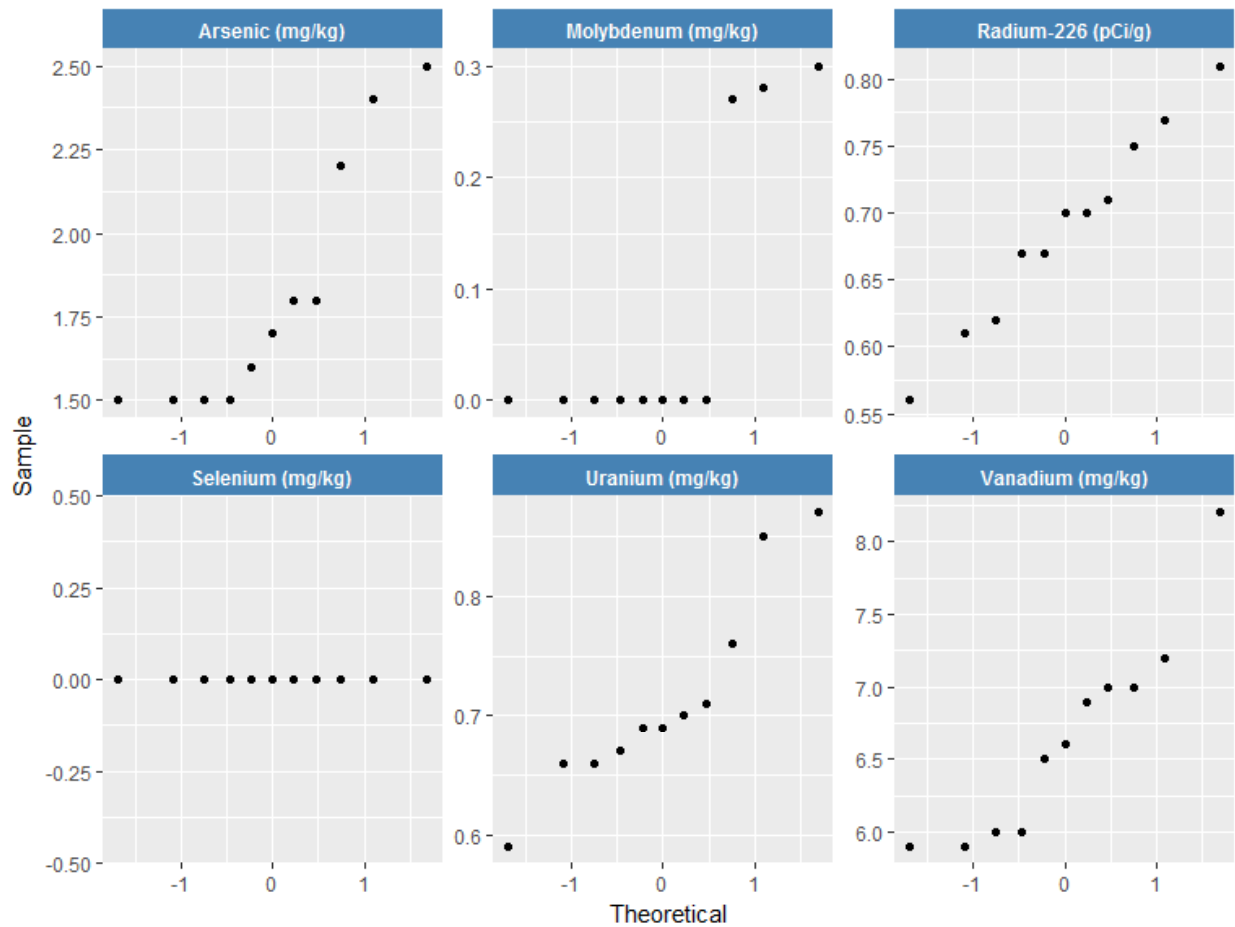 Arsenic (mg/kg)
Molybdenum (mg/kg)
Radium-226 (pCi/g)
2.50
2.25
2.00
1.75
1.50
-1 0 1
0.3
0.2
0.1
0.0
-1 0 1
0.80
0.75
0.70
0.65
0.60
0.55
-1 0 1
Sample
Selenium (mg/kg)
Uranium (mg/kg)
Vanadium (mg/kg)
0.50
0.25
0.00
-0.25
-0.50
-1 0 1
0.8
0.7
0.6
-1 0 1
8.0
7.5
7.0
6.5
6.0
-1 0 1
Theoretical